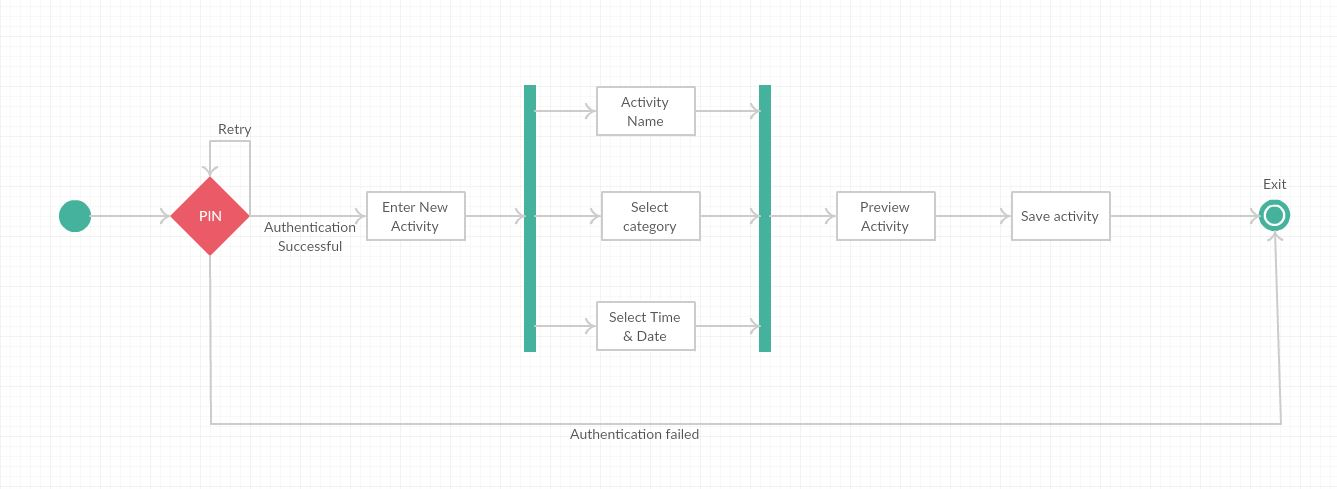 Retry
PIN
Authentication
Successful
Enter New
Activity
Activity
Name
Select
category
Select Time
& Date
Preview
Activity
Save activity
Exit
Authentication failed